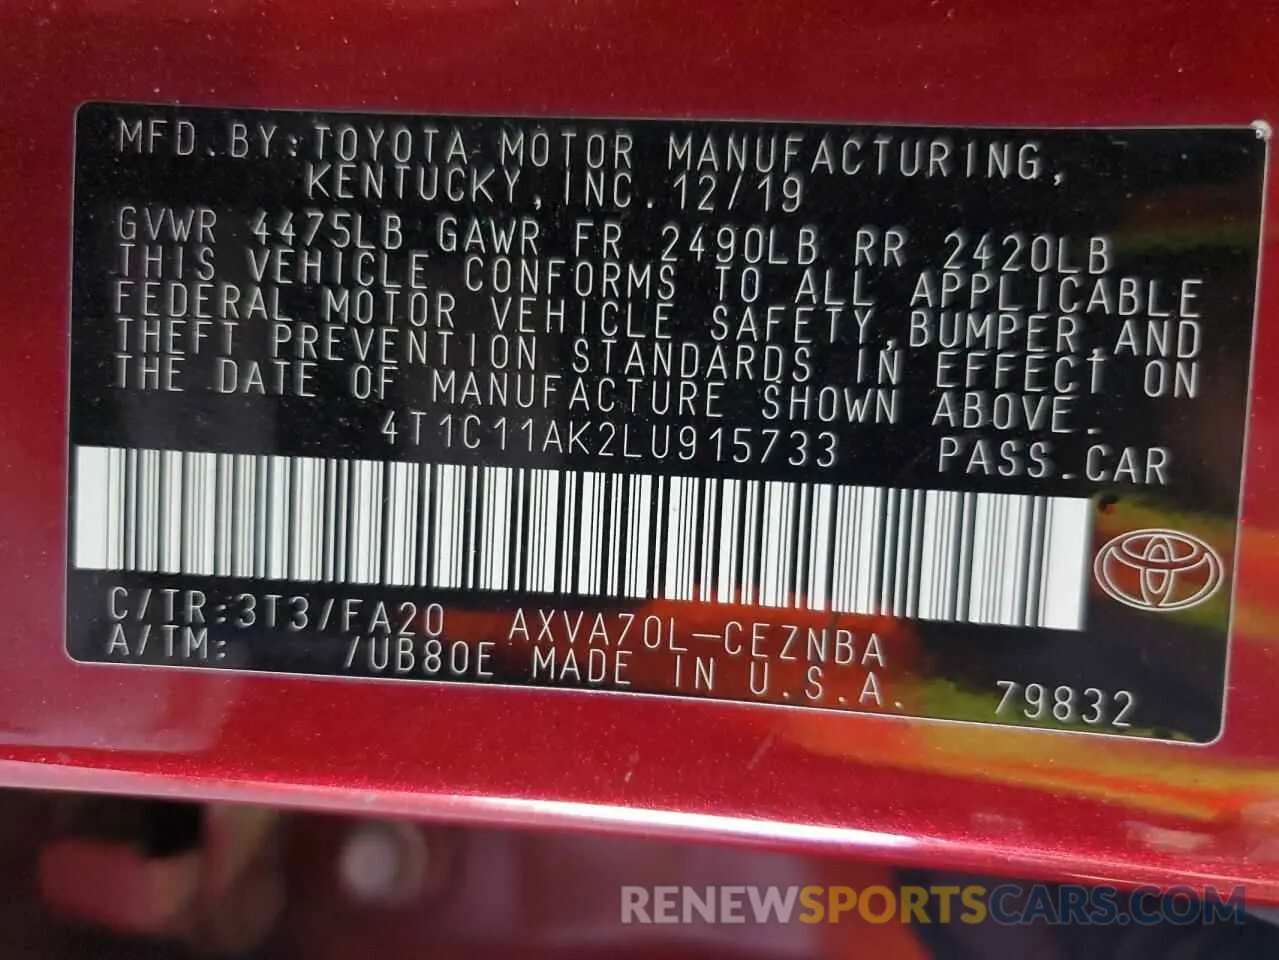 MFD.BY:TOYOTA MOTOR MANUFACTURING,
KENTUCKY,INC.12/19
GVWR 4475LB GAWR FR 2490LB RR 2420LB
THIS VEHICLE CONFORMS TO ALL APPLICABLE
FEDERAL MOTOR VEHICLE SAFETY,BUMPER,AND
THEFT PREVENTION STANDARDS IN EFFECT ON
THE DATE OF MANUFACTURE SHOWN ABOVE.
4T1C11AK2LU915733 PASS.CAR
C/TR:3T3/FA20 AXVA70L-CEZNBA
A/TM: /UB80E MADE IN U.S.A. 79832
RENEWSPORTSCARS.COM